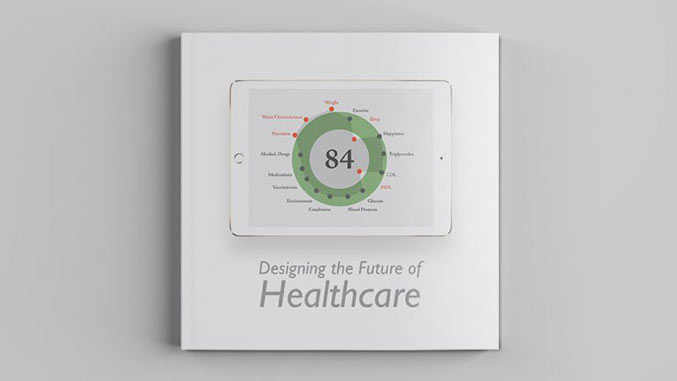 Weight
Exercise
Waist Circumference
Sleep
Nutrition
Happiness
Alcohol, Drugs
84
Triglycerides
Medications
LDL
Vaccinations
HDL
Environment
Glucose
Conditions
Blood Pressure
Designing the Future of
Healthcare